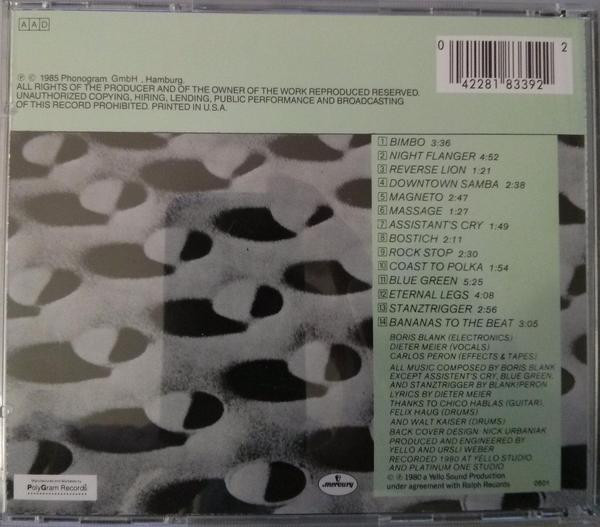 AAD
℗ © 1985 Phonogram GmbH . Hamburg.
ALL RIGHTS OF THE PRODUCER AND OF THE OWNER OF THE WORK REPRODUCED RESERVED.
UNAUTHORIZED COPYING, HIRING, LENDING, PUBLIC PERFORMANCE AND BROADCASTING
OF THIS RECORD PROHIBITED. PRINTED IN U.S.A.
0 42281 83392 2
1 BIMBO 3:36
2 NIGHT FLANGER 4:52
3 REVERSE LION 1:21
4 DOWNTOWN SAMBA 2:38
5 MAGNETO 2:47
6 MASSAGE 1:27
7 ASSISTANT'S CRY 1:49
8 BOSTICH 2:11
9 ROCK STOP 2:30
10 COAST TO POLKA 1:54
11 BLUE GREEN 5:25
12 ETERNAL LEGS 4:08
13 STANZTRIGGER 2:56
14 BANANAS TO THE BEAT 3:05
BORIS BLANK (ELECTRONICS)
DIETER MEIER (VOCALS)
CARLOS PERON (EFFECTS & TAPES)
ALL MUSIC COMPOSED BY BORIS BLANK
EXCEPT ASSISTENT'S CRY, BLUE GREEN,
AND STANZTRIGGER BY BLANK/PERON
LYRICS BY DIETER MEIER
THANKS TO CHICO HABLAS (GUITAR),
FELIX HAUG (DRUMS)
AND WALT KAISER (DRUMS)
BACK COVER DESIGN: NICK URBANIAK
PRODUCED AND ENGINEERED BY
YELLO AND URSLI WEBER
RECORDED 1980 AT YELLO STUDIO
AND PLATINUM ONE STUDIO
© ℗ 1980 a Yello Sound Production
under agreement with Ralph Records 0601
Manufactured and Marketed by
PolyGram Records
mercury